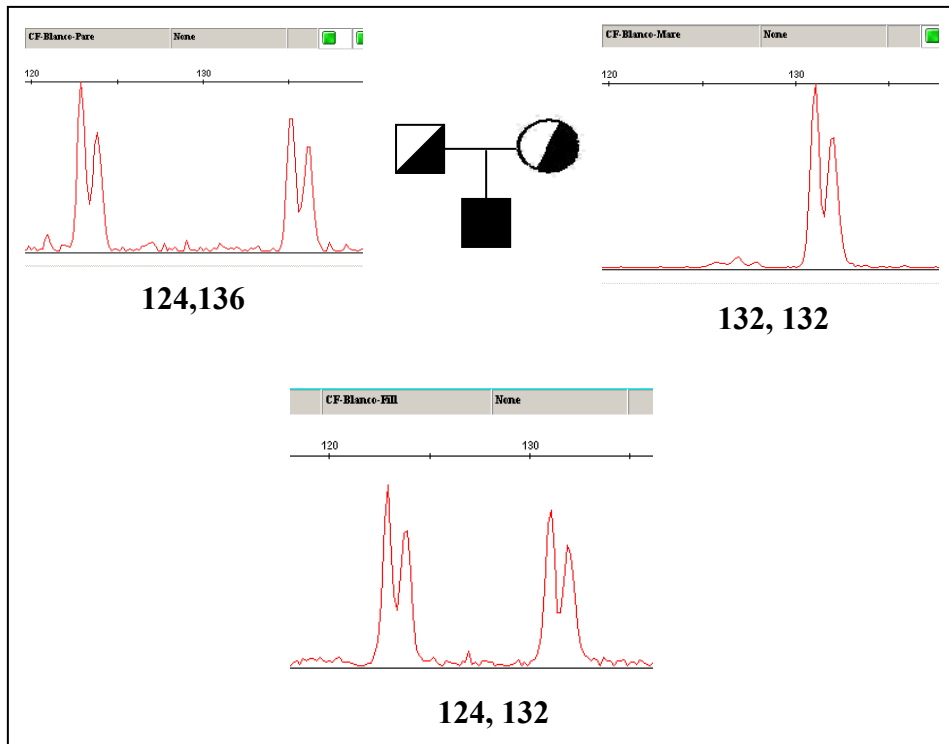 CF-Blanco-Pare None
120 130
124,136
CF-Blanco-Mare None
120 130
132, 132
CF-Blanco-Fill None
120 130
124, 132